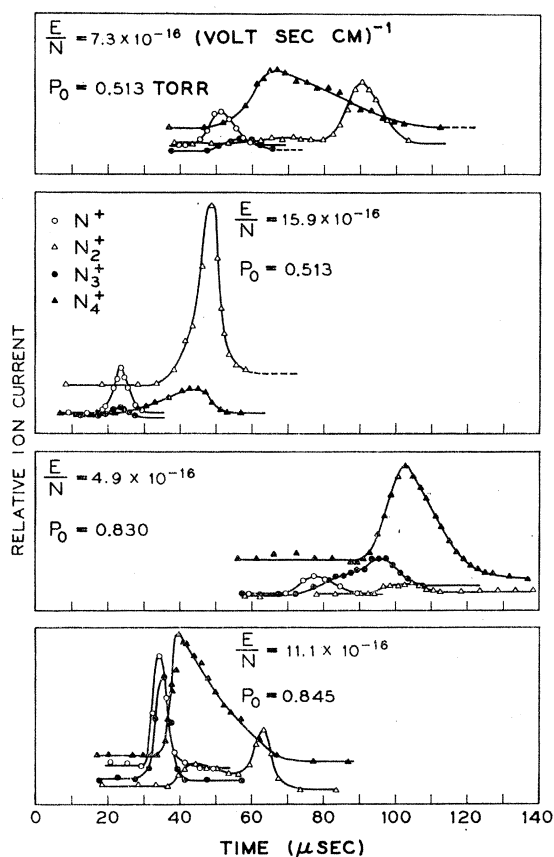 E/N = 7.3 x 10^-16 (VOLT SEC CM)^-1
P0 = 0.513 TORR
N+
N2+
N3+
N4+
E/N = 15.9 x 10^-16
P0 = 0.513
RELATIVE ION CURRENT
E/N = 4.9 x 10^-16
P0 = 0.830
E/N = 11.1 x 10^-16
P0 = 0.845
0 20 40 60 80 100 120 140
TIME (μSEC)